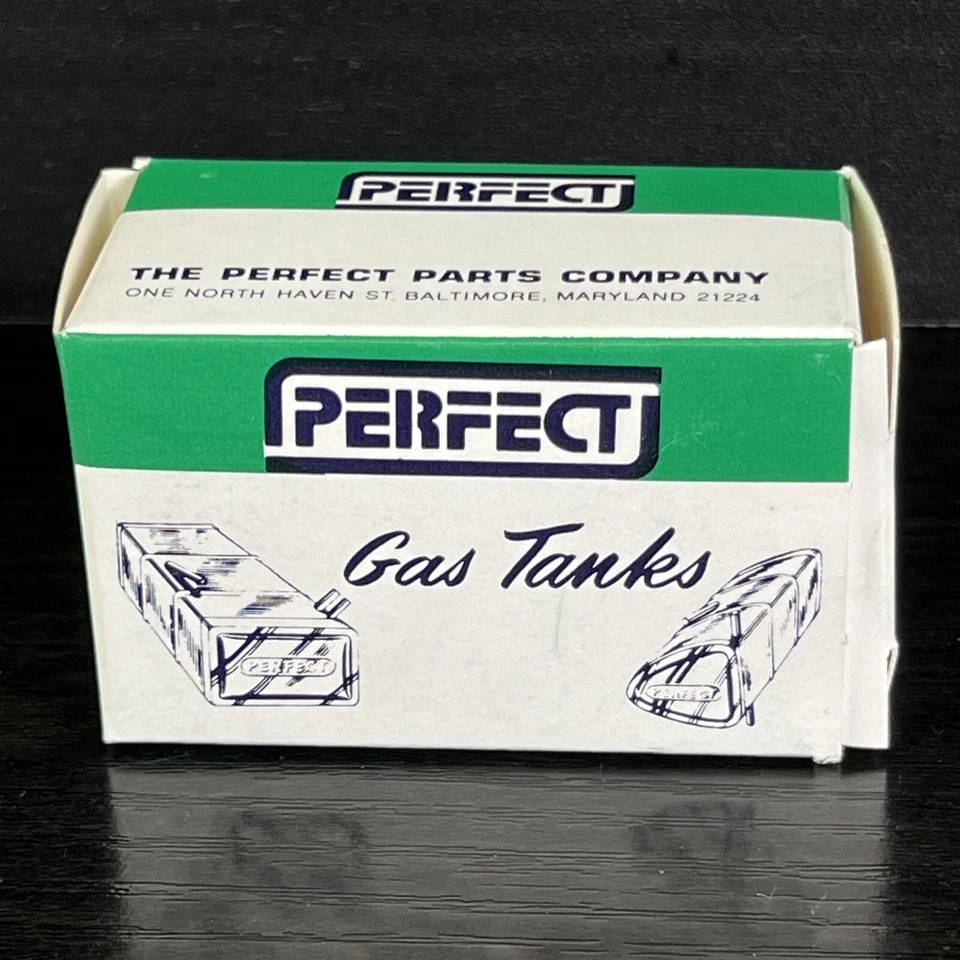 PERFECT
THE PERFECT PARTS COMPANY
ONE NORTH HAVEN ST. BALTIMORE, MARYLAND 21224
PERFECT
Gas Tanks
PERFECT
PERFECT